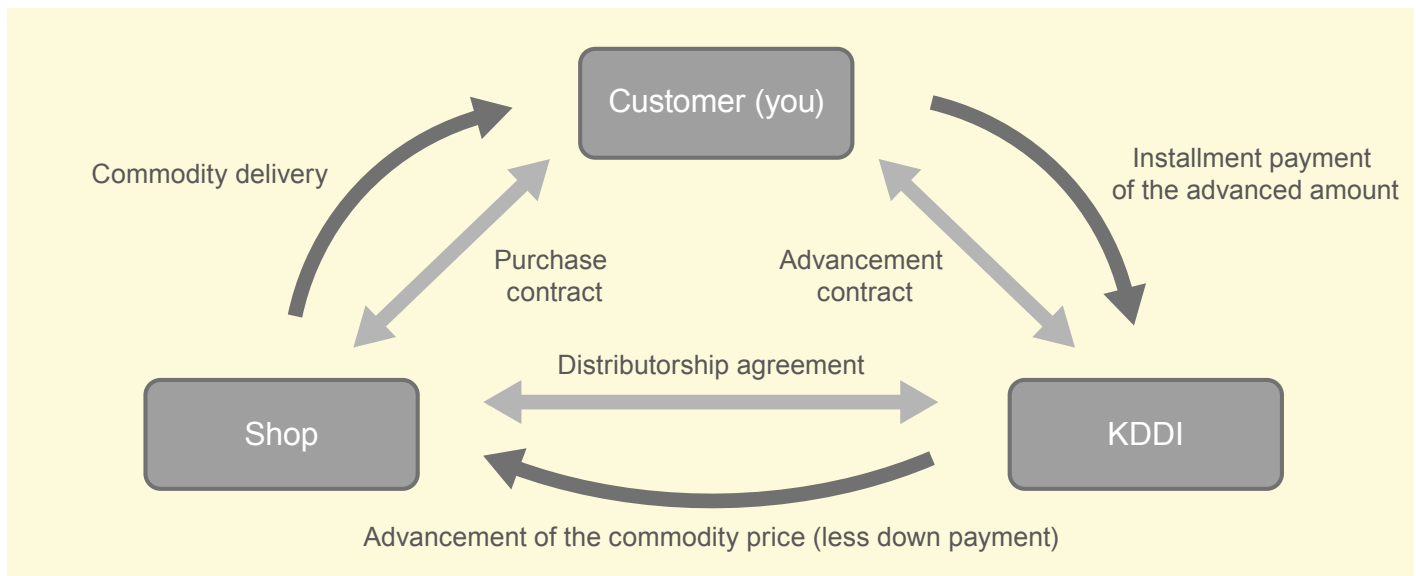 Customer (you)
Commodity delivery
Installment payment
of the advanced amount
Purchase
contract
Advancement
contract
Distributorship agreement
Shop
KDDI
Advancement of the commodity price (less down payment)